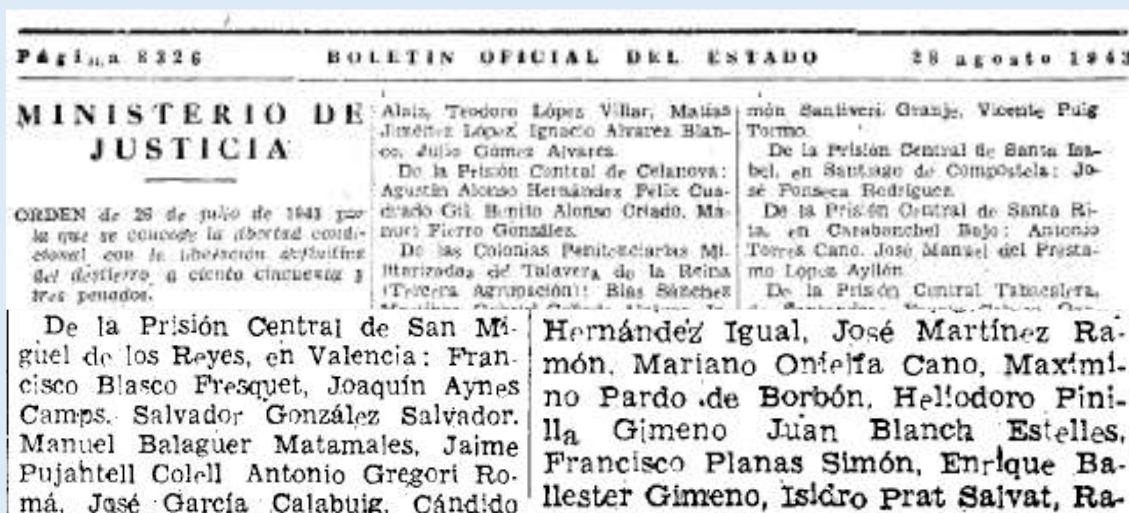 Página 8326 BOLETIN OFICIAL DEL ESTADO 28 agosto 1943
MINISTERIO DE
JUSTICIA
ORDEN de 26 de julio de 1943 por
la que se concede la libertad condi-
cional con la liberación definitiva
del destierro a ciento cincuenta y
tres penados.
Alaiz, Teodoro López Villar, Matías
Jiménez López, Ignacio Alvarez Blan-
co, Julio Gómez Alvarez.
De la Prisión Central de Celanova:
Agustín Alonso Hernández Felix Cua-
drado Gil, Benito Alonso Criado, Ma-
nuel Fierro González.
De las Colonias Penitenciarias Mi-
litarizadas de Talavera de la Reina
(Tercera Agrupación): Blas Sánchez
món Santiveri Granje, Vicente Puig
Tormo.
De la Prisión Central de Santa Isa-
bel, en Santiago de Compostela: Jo-
sé Fonseca Rodríguez.
De la Prisión Central de Santa Ri-
ta, en Carabanchel Bajo: Antonio
Torres Cano, José Manuel del Presta-
mo López Ayllón.
De la Prisión Central Tabacalera,
De la Prisión Central de San Mi-
guel de los Reyes, en Valencia: Fran-
cisco Blasco Fresquet, Joaquín Aynes
Camps, Salvador González Salvador.
Manuel Balaguer Matamales, Jaime
Pujahtell Colell Antonio Gregori Ro-
má, José García Calabuig, Cándido
Hernández Igual, José Martínez Ra-
món, Mariano Onielfa Cano, Maximi-
no Pardo de Borbón, Heliodoro Pini-
lla Gimeno Juan Blanch Estelles,
Francisco Planas Simón, Enrique Ba-
llester Gimeno, Isidro Prat Salvat, Ra-